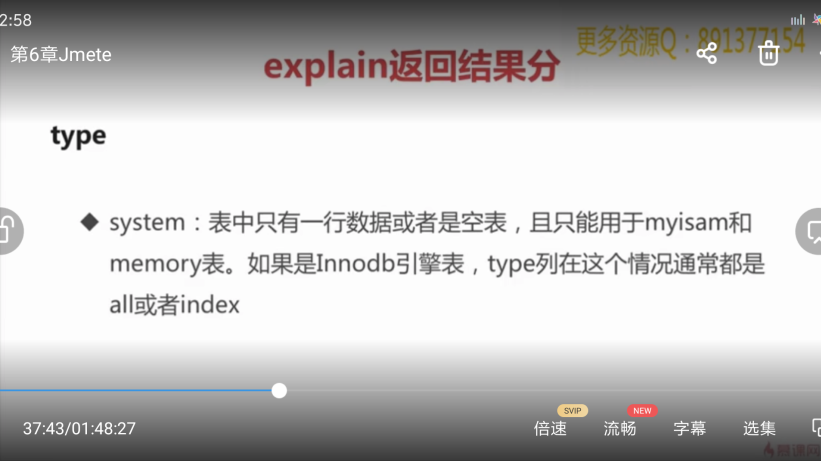 2:58
第6章Jmete
更多资源Q：891377154
explain返回结果分
type
◆ system：表中只有一行数据或者是空表，且只能用于myisam和
memory表。如果是Innodb引擎表，type列在这个情况通常都是
all或者index
37:43/01:48:27
SVIP
倍速
NEW
流畅
字幕
选集
慕课网